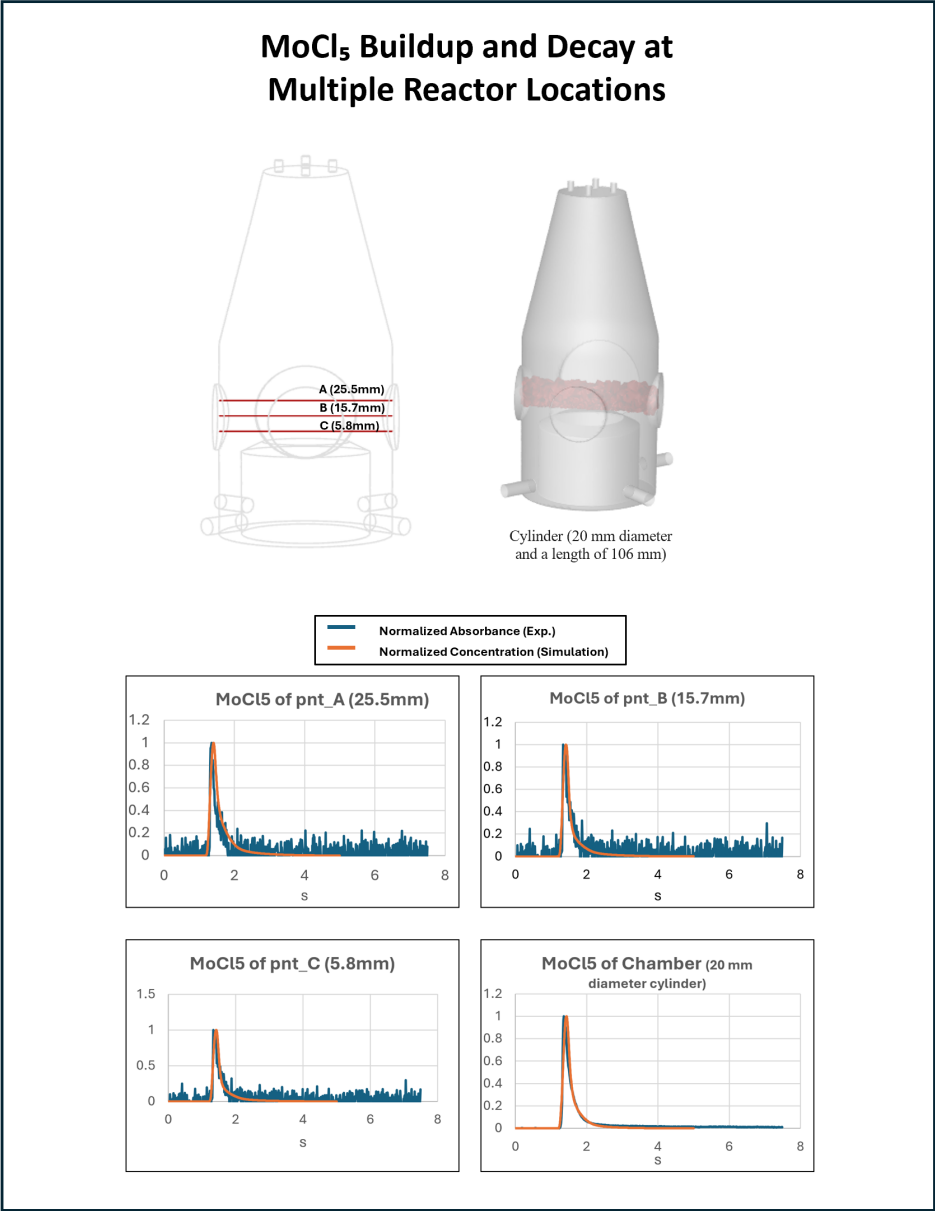 MoCl₅ Buildup and Decay at
Multiple Reactor Locations
A (25.5mm)
B (15.7mm)
C (5.8mm)
Cylinder (20 mm diameter
and a length of 106 mm)
Normalized Absorbance (Exp.)
Normalized Concentration (Simulation)
MoCl5 of pnt_A (25.5mm)
1.2
1
0.8
0.6
0.4
0.2
0
0 2 4 6 8
s
MoCl5 of pnt_B (15.7mm)
1.2
1
0.8
0.6
0.4
0.2
0
0 2 4 6 8
s
MoCl5 of pnt_C (5.8mm)
1.5
1
0.5
0
0 2 4 6 8
s
MoCl5 of Chamber (20 mm
diameter cylinder)
1.2
1
0.8
0.6
0.4
0.2
0
0 2 4 6 8
s